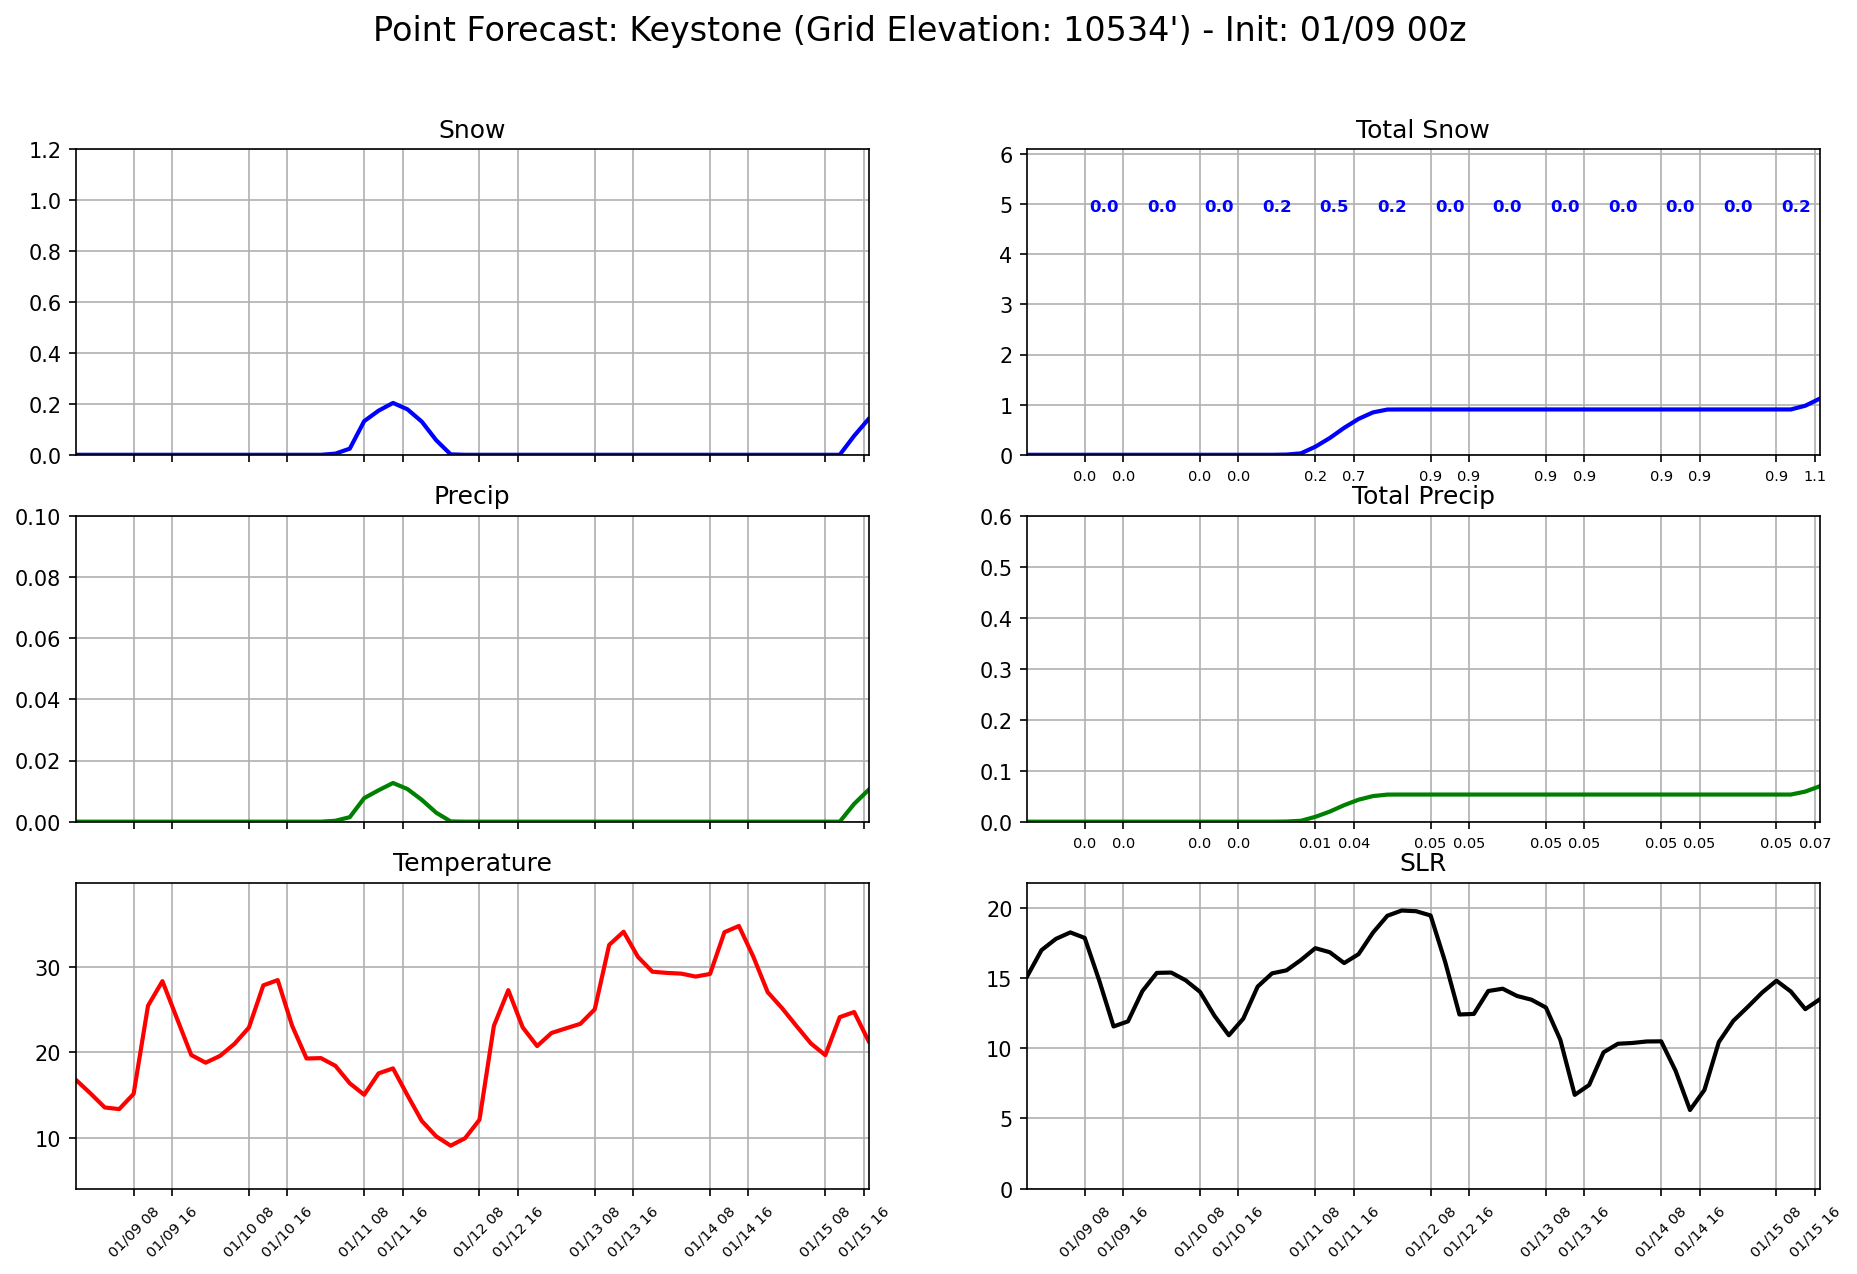 Point Forecast: Keystone (Grid Elevation: 10534') - Init: 01/09 00z
Snow
1.2
1.0
0.8
0.6
0.4
0.2
0.0
Total Snow
6
5
4
3
2
1
0
0.0 0.0 0.0 0.2 0.5 0.2 0.0 0.0 0.0 0.0 0.0 0.0 0.2
0.0 0.0 0.0 0.0 0.2 0.7 0.9 0.9 0.9 0.9 0.9 0.9 0.9 1.1
Precip
0.10
0.08
0.06
0.04
0.02
0.00
Total Precip
0.6
0.5
0.4
0.3
0.2
0.1
0.0
0.0 0.0 0.0 0.0 0.01 0.04 0.05 0.05 0.05 0.05 0.05 0.05 0.05 0.07
Temperature
30
20
10
01/09 08 01/09 16 01/10 08 01/10 16 01/11 08 01/11 16 01/12 08 01/12 16 01/13 08 01/13 16 01/14 08 01/14 16 01/15 08 01/15 16
SLR
20
15
10
5
0
01/09 08 01/09 16 01/10 08 01/10 16 01/11 08 01/11 16 01/12 08 01/12 16 01/13 08 01/13 16 01/14 08 01/14 16 01/15 08 01/15 16